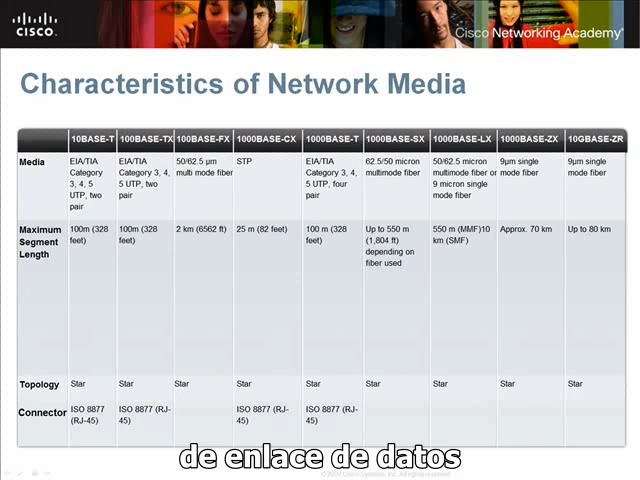 CISCO
Cisco Networking Academy
Characteristics of Network Media
10BASE-T 100BASE-TX 100BASE-FX 1000BASE-CX 1000BASE-T 1000BASE-SX 1000BASE-LX 1000BASE-ZX 10GBASE-ZR
Media EIA/TIA EIA/TIA 50/62.5 µm STP EIA/TIA 62.5/50 micron 50/62.5 micron 9µm single 9µm single
Category Category 3, 4, multi mode fiber Category 3, 4, multimode fiber multimode fiber or mode fiber mode fiber
3, 4, 5 5 UTP, two 5 UTP, four 9 micron single
UTP, two pair pair mode fiber
pair
Maximum 100m (328 100m (328 2 km (6562 ft) 25 m (82 feet) 100 m (328 Up to 550 m 550 m (MMF)10 Approx. 70 km Up to 80 km
Segment feet) feet) feet) (1,804 ft) km (SMF)
Length depending on
fiber used
Topology Star Star Star Star Star Star Star Star Star
Connector ISO 8877 ISO 8877 (RJ- ISO 8877 (RJ- ISO 8877 (RJ-
(RJ-45) 45) 45) 45)
de enlace de datos